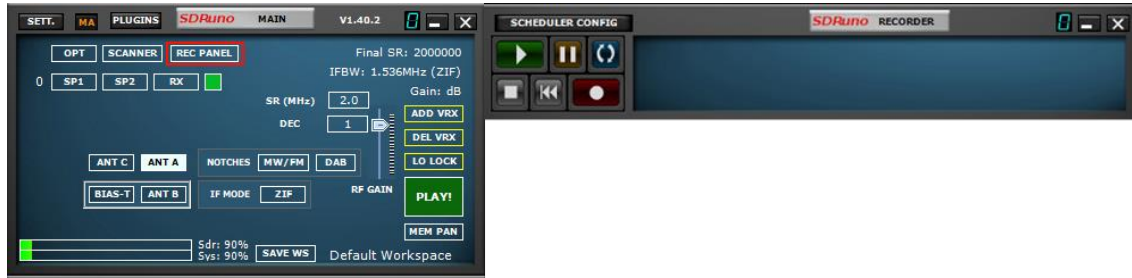 SETT. MA PLUGINS SDRuno MAIN V1.40.2 0
OPT SCANNER REC PANEL Final SR: 2000000
IFBW: 1.536MHz (ZIF)
0 SP1 SP2 RX Gain: dB
SR (MHz) 2.0 ADD VRX
DEC 1 DEL VRX
ANT C ANT A NOTCHES MW/FM DAB LO LOCK
BIAS-T ANT B IF MODE ZIF RF GAIN PLAY!
MEM PAN
Sdr: 90%
Sys: 90% SAVE WS Default Workspace
SCHEDULER CONFIG SDRuno RECORDER 0